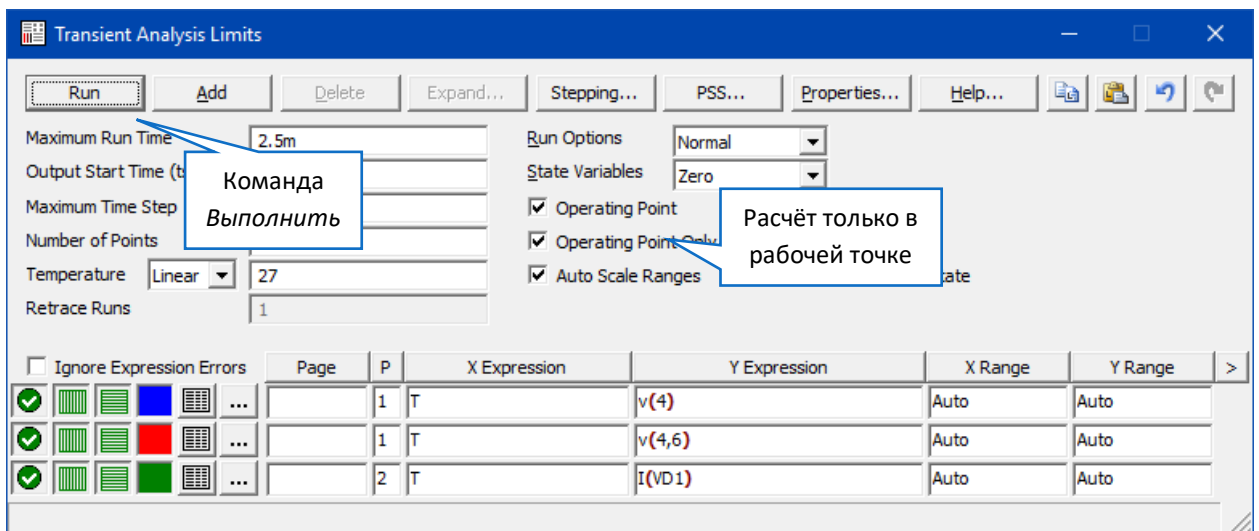 Transient Analysis Limits
Run Add Delete Expand... Stepping... PSS... Properties... Help...
Maximum Run Time 2.5m Run Options Normal
Output Start Time State Variables Zero
Maximum Time Step Operating Point
Number of Points Operating Point Only
Temperature Linear 27 Auto Scale Ranges
Retrace Runs 1
Команда
Выполнить
Расчёт только в
рабочей точке
Ignore Expression Errors Page P X Expression Y Expression X Range Y Range >
... 1 T v(4) Auto Auto
... 1 T v(4,6) Auto Auto
... 2 T I(VD1) Auto Auto